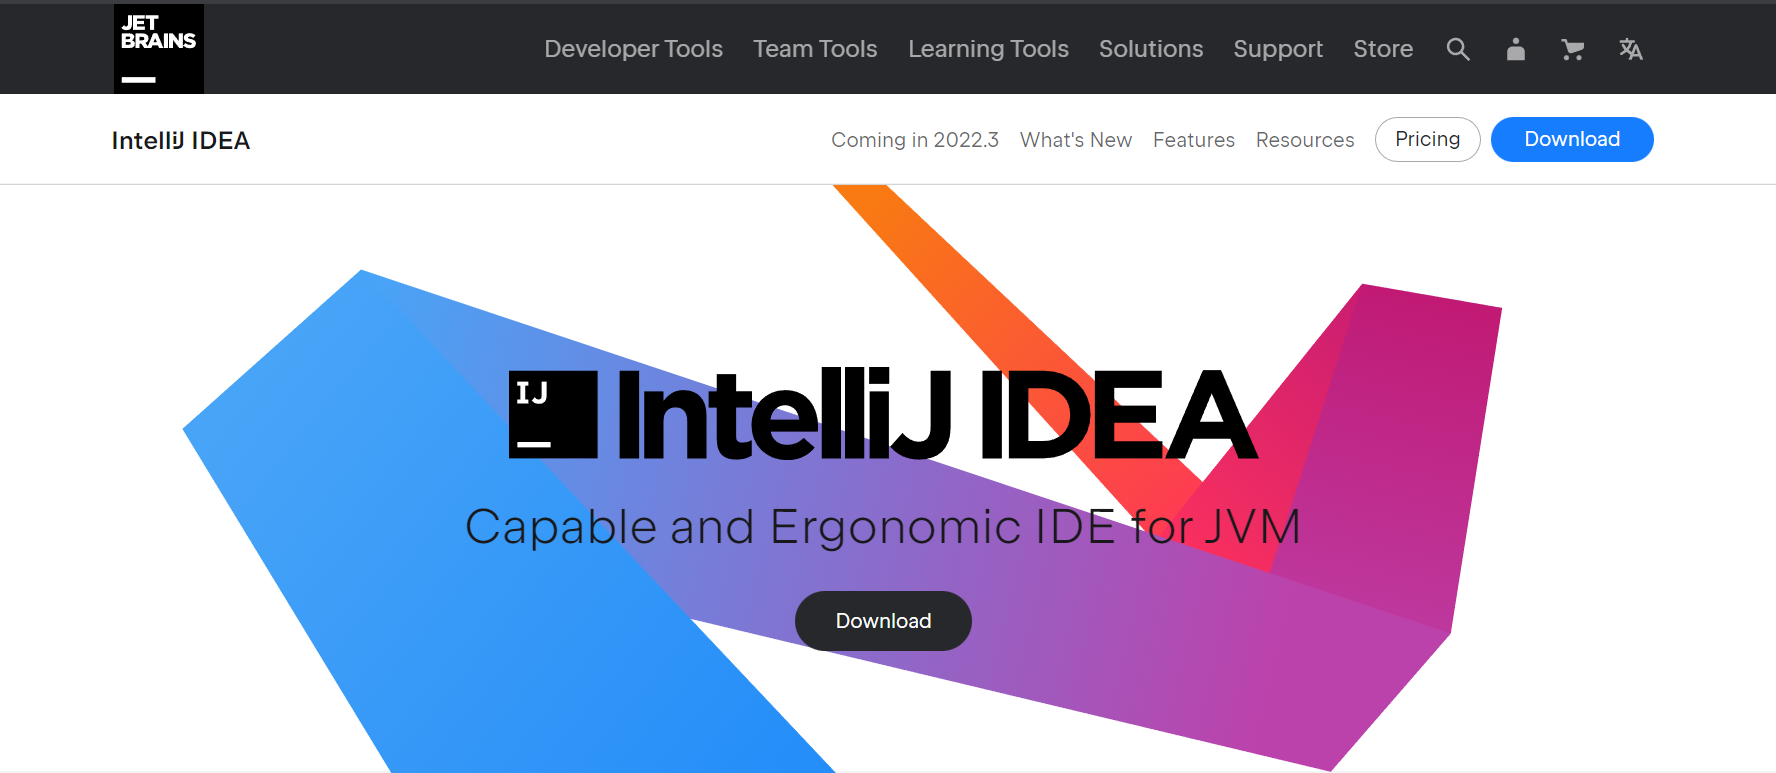 JET
BRAINS
Developer Tools Team Tools Learning Tools Solutions Support Store
IntelliJ IDEA
Coming in 2022.3 What's New Features Resources Pricing Download
IJ
IntelliJ IDEA
Capable and Ergonomic IDE for JVM
Download